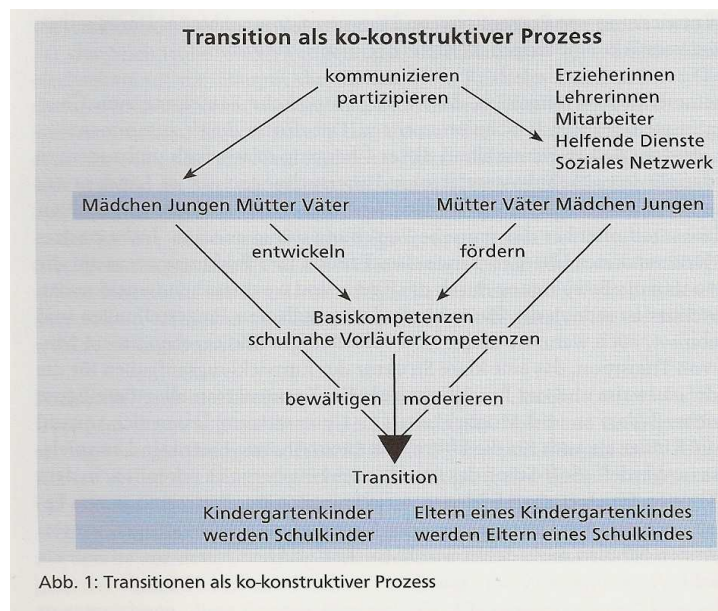 Transition als ko-konstruktiver Prozess
kommunizieren
partizipieren
Erzieherinnen
Lehrerinnen
Mitarbeiter
Helfende Dienste
Soziales Netzwerk
Mädchen Jungen Mütter Väter
Mütter Väter Mädchen Jungen
entwickeln
fördern
Basiskompetenzen
schulnahe Vorläuferkompetenzen
bewältigen
moderieren
Transition
Kindergartenkinder
werden Schulkinder
Eltern eines Kindergartenkindes
werden Eltern eines Schulkindes
Abb. 1: Transitionen als ko-konstruktiver Prozess